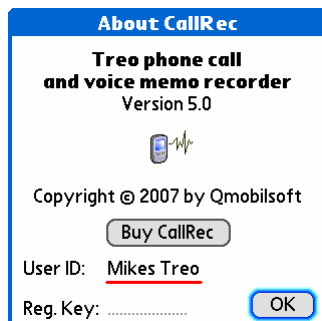 About CallRec
Treo phone call
and voice memo recorder
Version 5.0
Copyright © 2007 by Qmobilsoft
Buy CallRec
User ID: Mikes Treo
Reg. Key: ....................
OK